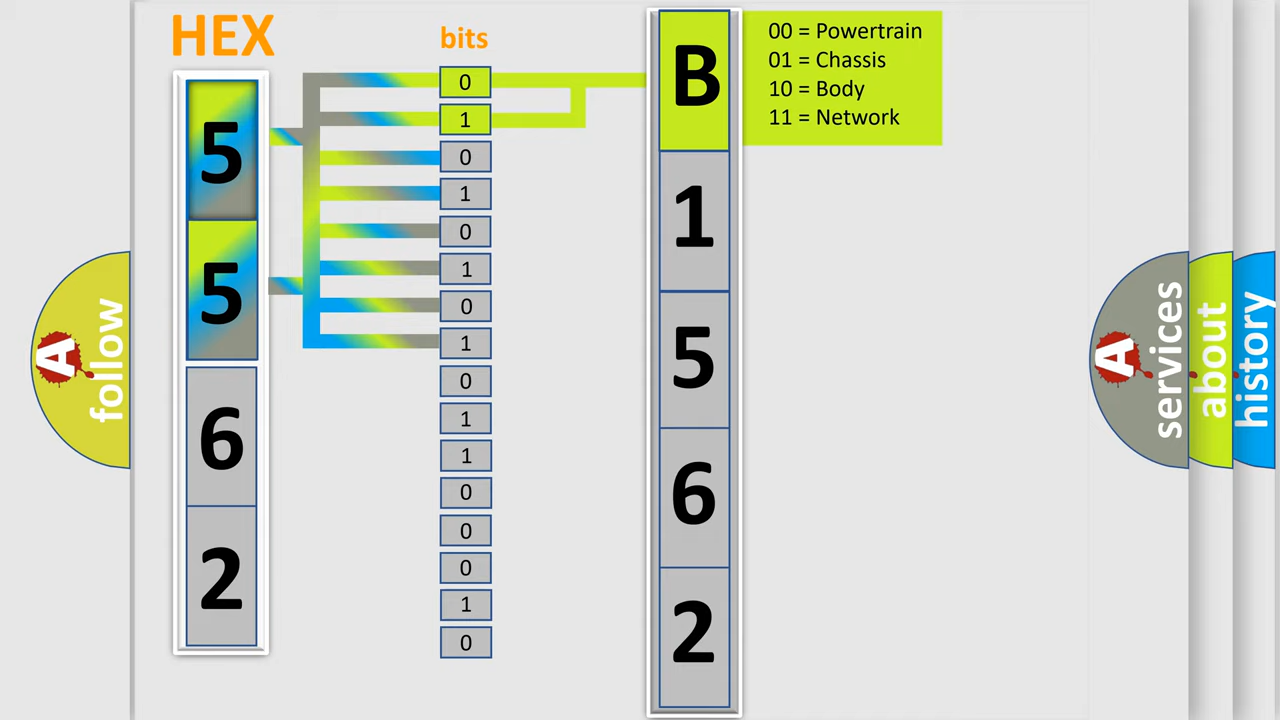 HEX
bits
5
5
6
2
0
1
0
1
0
1
0
1
0
1
1
0
0
0
1
0
B
1
5
6
2
00 = Powertrain
01 = Chassis
10 = Body
11 = Network
A
follow
A
services
about
history